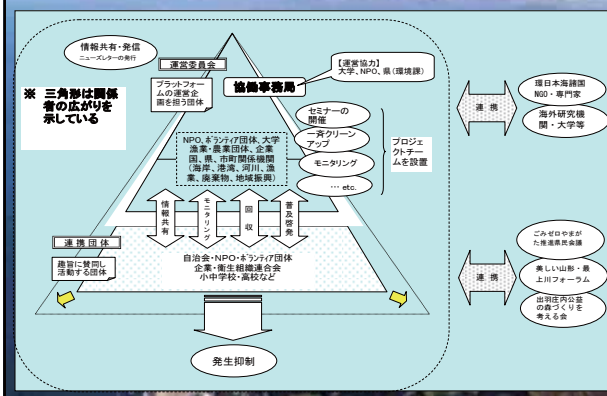 情報共有・発信
ニューズレターの発行
※ 三角形は関係
者の広がりを
示している
運営委員会
プラットフォー
ムの運営企
画を担う団体
協働事務局
【運営協力】
大学、NPO、県（環境課）
セミナーの
開催
一斉クリーン
アップ
モニタリング
… etc.
プロジェ
クトチー
ムを設置
NPO、ボランティア団体、大学
漁業・農業団体、企業
国、県、市町関係機関
（海岸、港湾、河川、漁
業、廃棄物、地域振興）
情報共有
モニタリング
回収
普及啓発
連携団体
趣旨に賛同し
活動する団体
自治会・NPO・ボランティア団体
企業・衛生組織連合会
小中学校・高校など
発生抑制
連携
環日本海諸国
NGO・専門家
海外研究機
関・大学等
連携
ごみゼロやまが
た推進県民会議
美しい山形・最
上川フォーラム
出羽庄内公益
の森づくりを
考える会